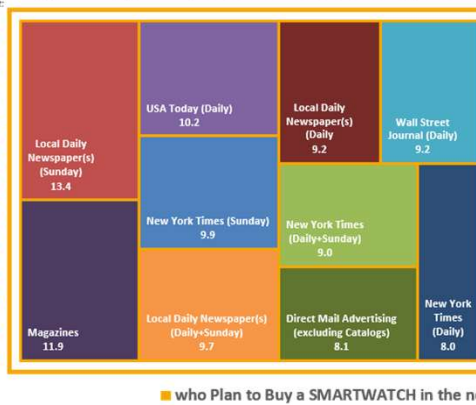 Local Daily
Newspaper(s)
(Sunday)
13.4
Magazines
11.9
USA Today (Daily)
10.2
New York Times (Sunday)
9.9
Local Daily Newspaper(s)
(Daily+Sunday)
9.7
Local Daily
Newspaper(s)
(Daily
9.2
Wall Street
Journal (Daily)
9.2
New York Times
(Daily+Sunday)
9.0
Direct Mail Advertising
(excluding Catalogs)
8.1
New York
Times
(Daily)
8.0
who Plan to Buy a SMARTWATCH in the